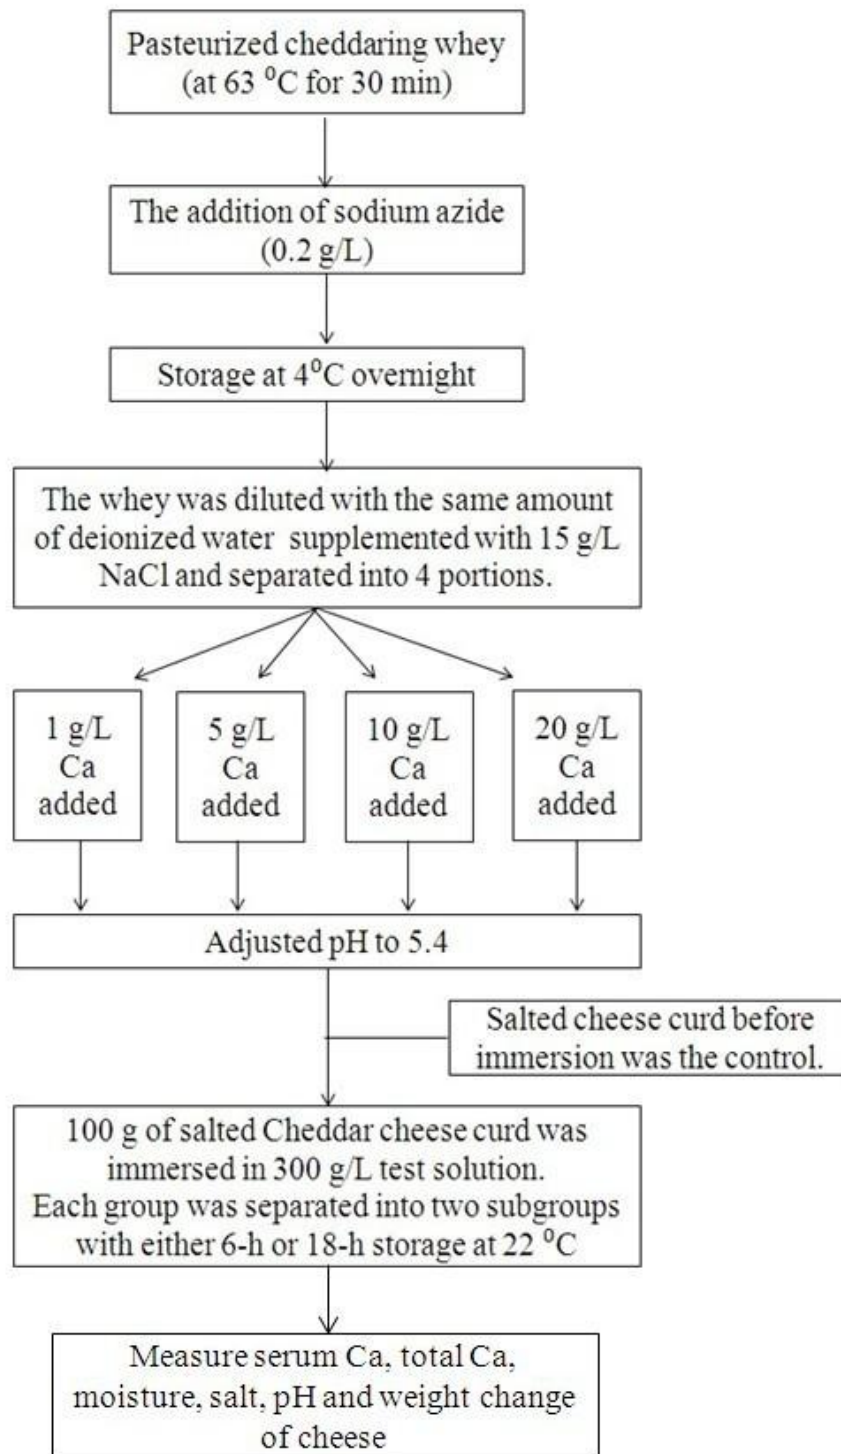 Pasteurized cheddaring whey
(at 63 ⁰C for 30 min)
The addition of sodium azide
(0.2 g/L)
Storage at 4⁰C overnight
The whey was diluted with the same amount
of deionized water supplemented with 15 g/L
NaCl and separated into 4 portions.
1 g/L
Ca
added
5 g/L
Ca
added
10 g/L
Ca
added
20 g/L
Ca
added
Adjusted pH to 5.4
Salted cheese curd before
immersion was the control.
100 g of salted Cheddar cheese curd was
immersed in 300 g/L test solution.
Each group was separated into two subgroups
with either 6-h or 18-h storage at 22 ⁰C
Measure serum Ca, total Ca,
moisture, salt, pH and weight change
of cheese